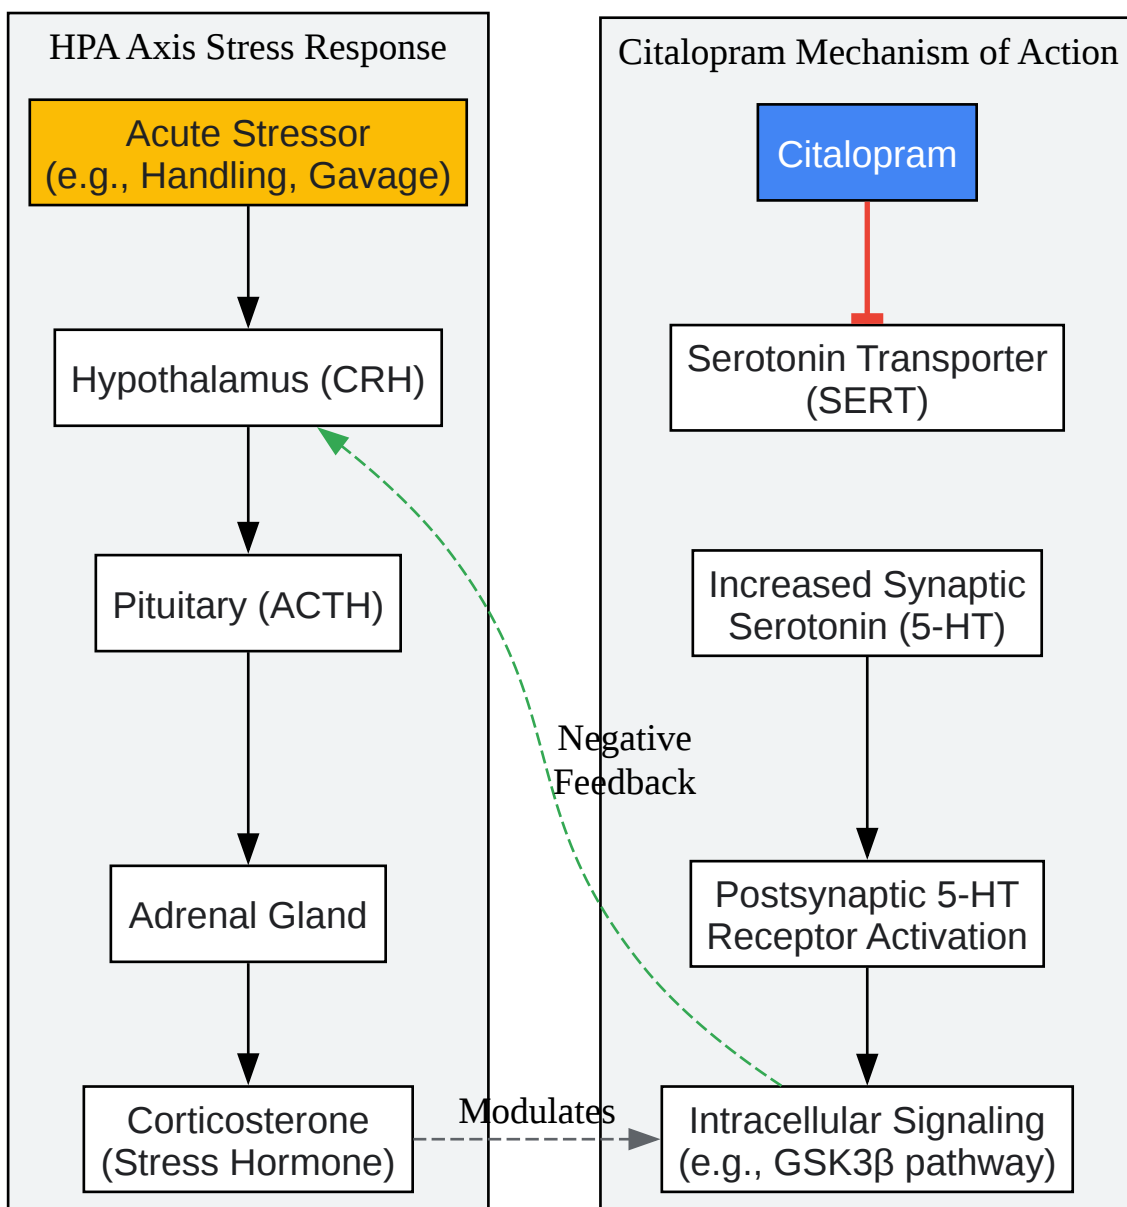 HPA Axis Stress Response
Acute Stressor
(e.g., Handling, Gavage)
Hypothalamus (CRH)
Pituitary (ACTH)
Adrenal Gland
Corticosterone
(Stress Hormone)
Modulates
Negative
Feedback
Citalopram Mechanism of Action
Citalopram
Serotonin Transporter
(SERT)
Increased Synaptic
Serotonin (5-HT)
Postsynaptic 5-HT
Receptor Activation
Intracellular Signaling
(e.g., GSK3β pathway)